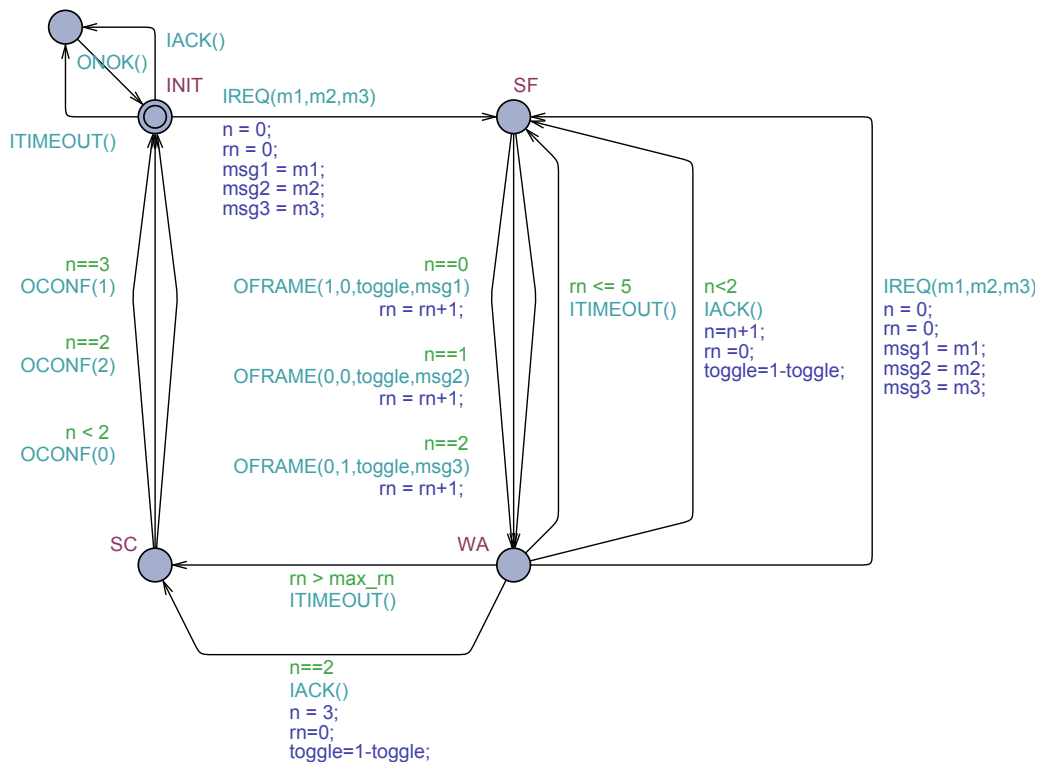 IACK()
ONOK()
INIT
SF
IREQ(m1,m2,m3)
ITIMEOUT()
n = 0;
rn = 0;
msg1 = m1;
msg2 = m2;
msg3 = m3;
n==3
OCONF(1)
n==2
OCONF(2)
n < 2
OCONF(0)
n==0
OFRAME(1,0,toggle,msg1)
rn = rn+1;
n==1
OFRAME(0,0,toggle,msg2)
rn = rn+1;
n==2
OFRAME(0,1,toggle,msg3)
rn = rn+1;
rn <= 5
ITIMEOUT()
n<2
IACK()
n=n+1;
rn =0;
toggle=1-toggle;
IREQ(m1,m2,m3)
n = 0;
rn = 0;
msg1 = m1;
msg2 = m2;
msg3 = m3;
SC
WA
rn > max_rn
ITIMEOUT()
n==2
IACK()
n = 3;
rn=0;
toggle=1-toggle;